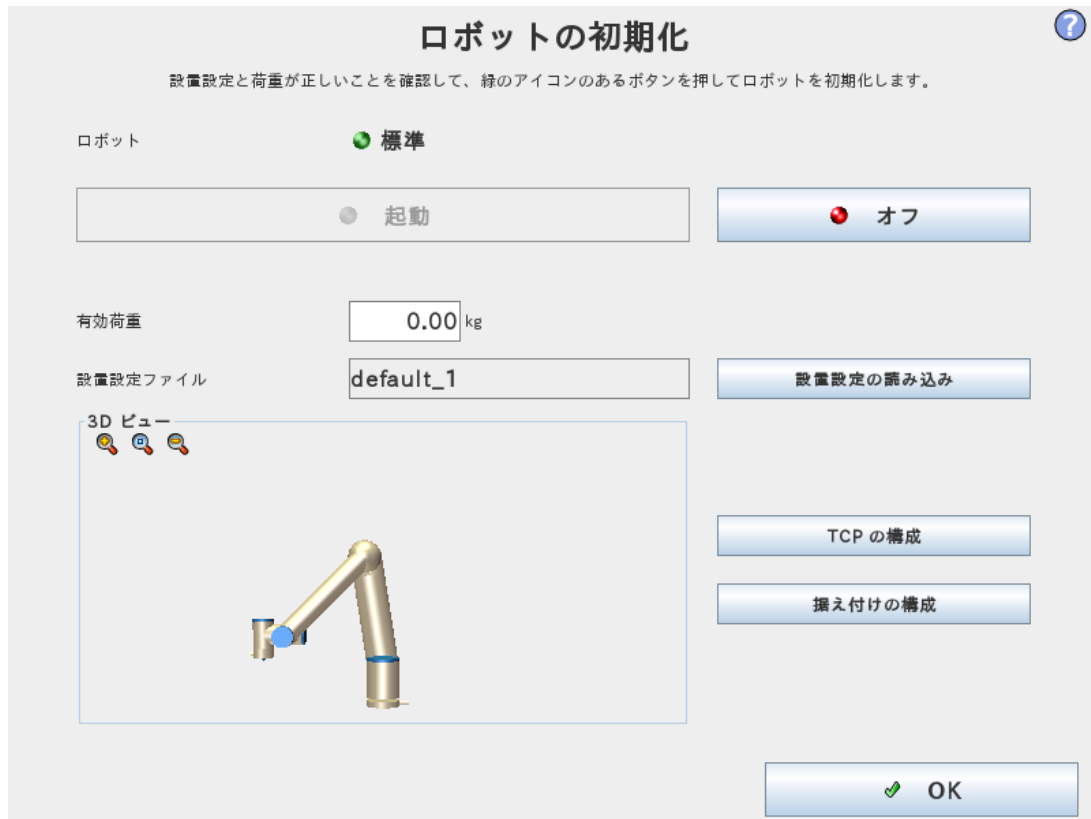 ロボットの初期化
?
設置設定と荷重が正しいことを確認して、緑のアイコンのあるボタンを押してロボットを初期化します。
ロボット 標準
起動 オフ
有効荷重 0.00 kg
設置設定ファイル default_1 設置設定の読み込み
3D ビュー
TCP の構成
据え付けの構成
OK